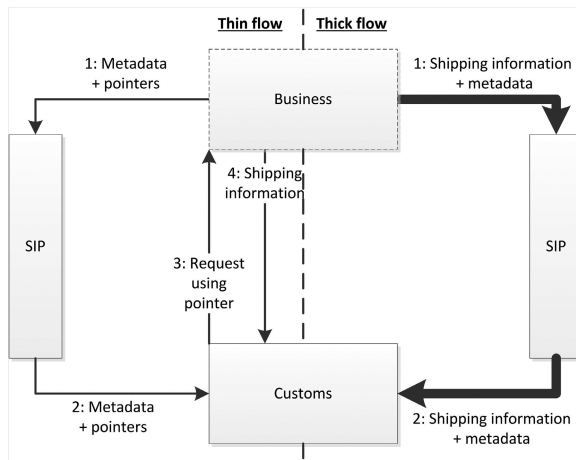 Thin flow
Thick flow
1: Metadata
+ pointers
Business
1: Shipping information
+ metadata
4: Shipping
information
SIP
SIP
3: Request
using
pointer
Customs
2: Metadata
+ pointers
2: Shipping information
+ metadata